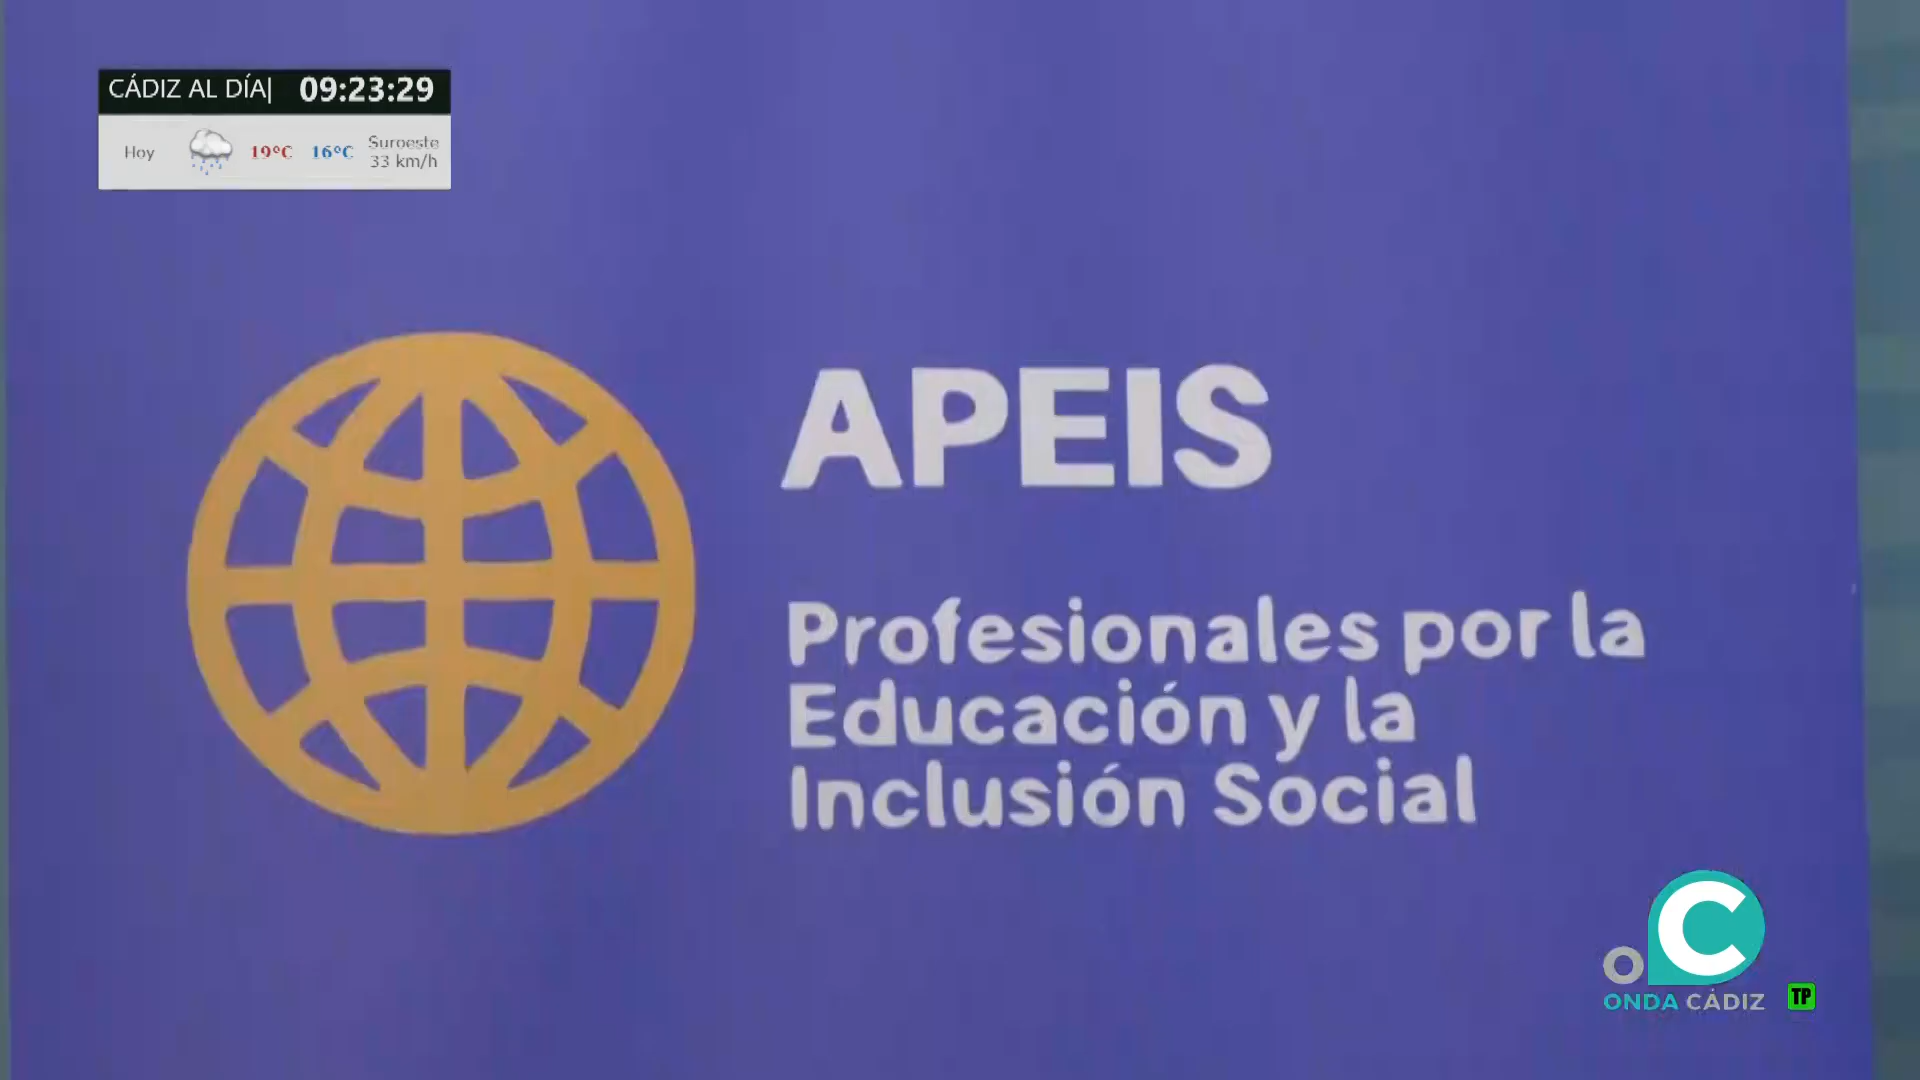 CÁDIZ AL DÍA| 09:23:29
Hoy 19ºC 16ºC Suroeste
33 km/h
APEIS
Profesionales por la
Educación y la
Inclusión Social
OC
ONDA CÁDIZ TP